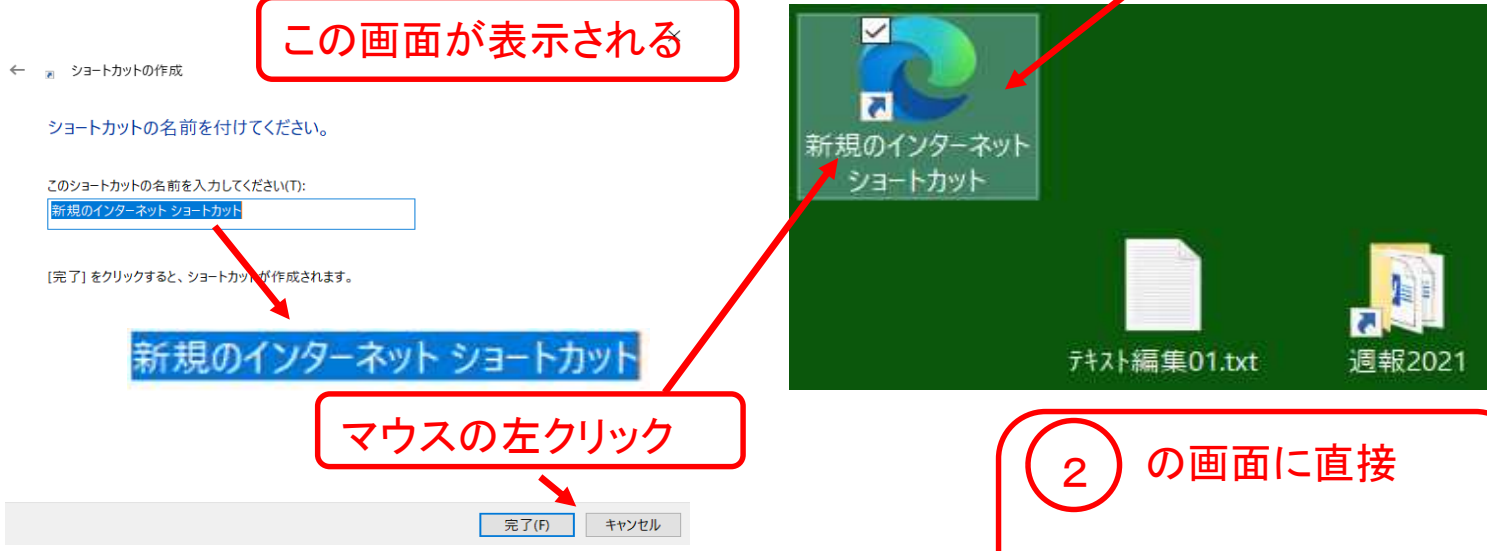 この画面が表示される
← ショートカットの作成
ショートカットの名前を付けてください。
このショートカットの名前を入力してください(T):
新規のインターネット ショートカット
[完了] をクリックすると、ショートカットが作成されます。
新規のインターネット ショートカット
マウスの左クリック
完了(F)
キャンセル
新規のインターネット
ショートカット
テキスト編集01.txt
週報2021
2 の画面に直接